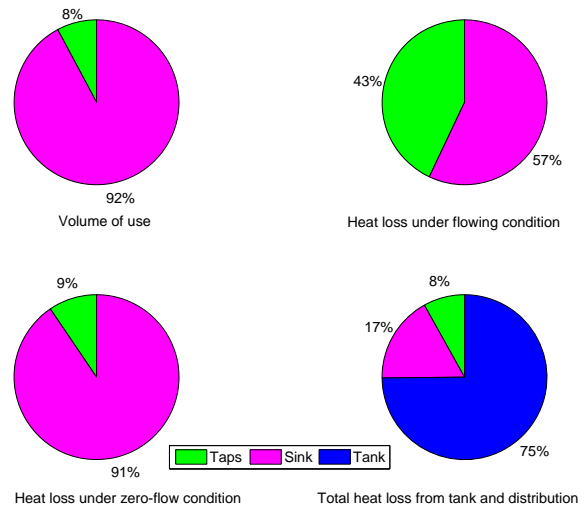 8%
92%
Volume of use
43%
57%
Heat loss under flowing condition
9%
91%
Heat loss under zero-flow condition
8%
17%
75%
Total heat loss from tank and distribution
Taps Sink Tank